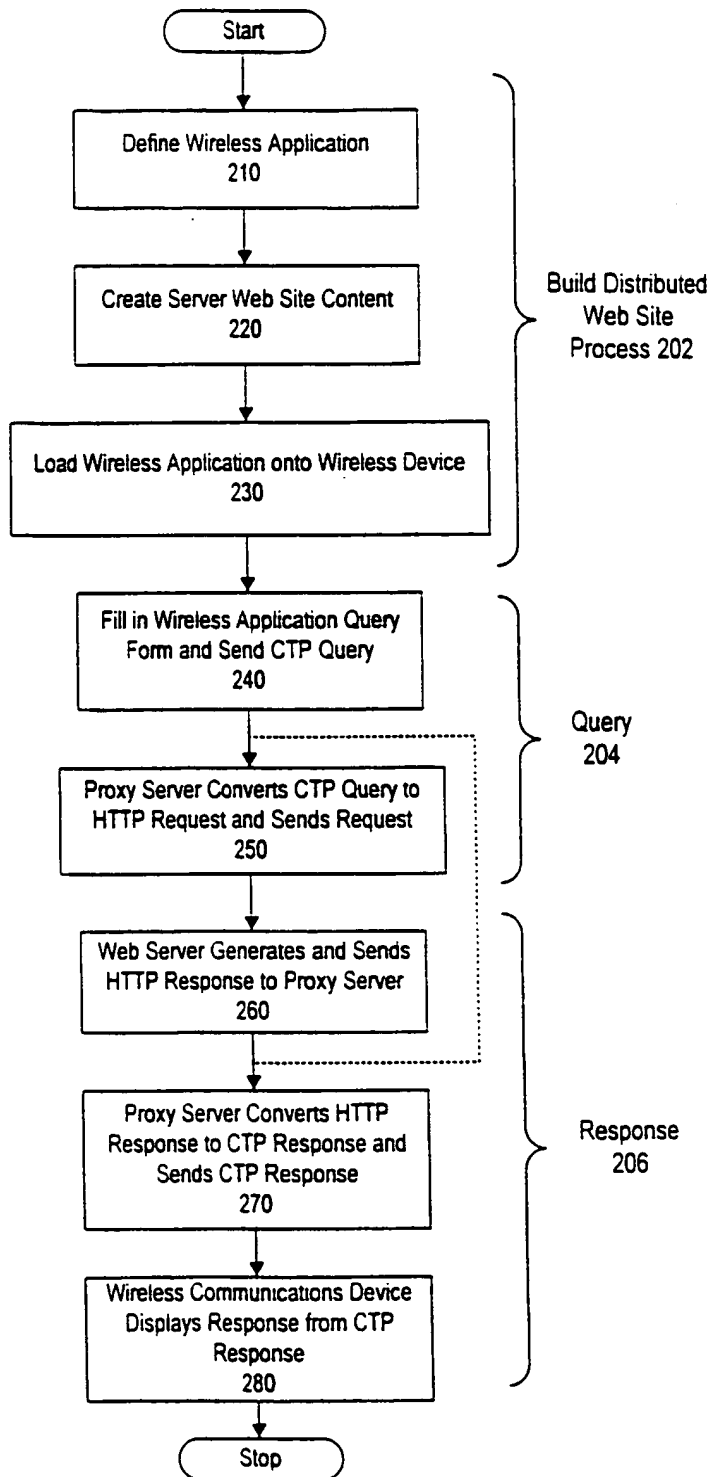 Start
Define Wireless Application
210
Create Server Web Site Content
220
Load Wireless Application onto Wireless Device
230
Build Distributed
Web Site
Process 202
Fill in Wireless Application Query
Form and Send CTP Query
240
Proxy Server Converts CTP Query to
HTTP Request and Sends Request
250
Query
204
Web Server Generates and Sends
HTTP Response to Proxy Server
260
Proxy Server Converts HTTP
Response to CTP Response and
Sends CTP Response
270
Wireless Communications Device
Displays Response from CTP
Response
280
Response
206
Stop